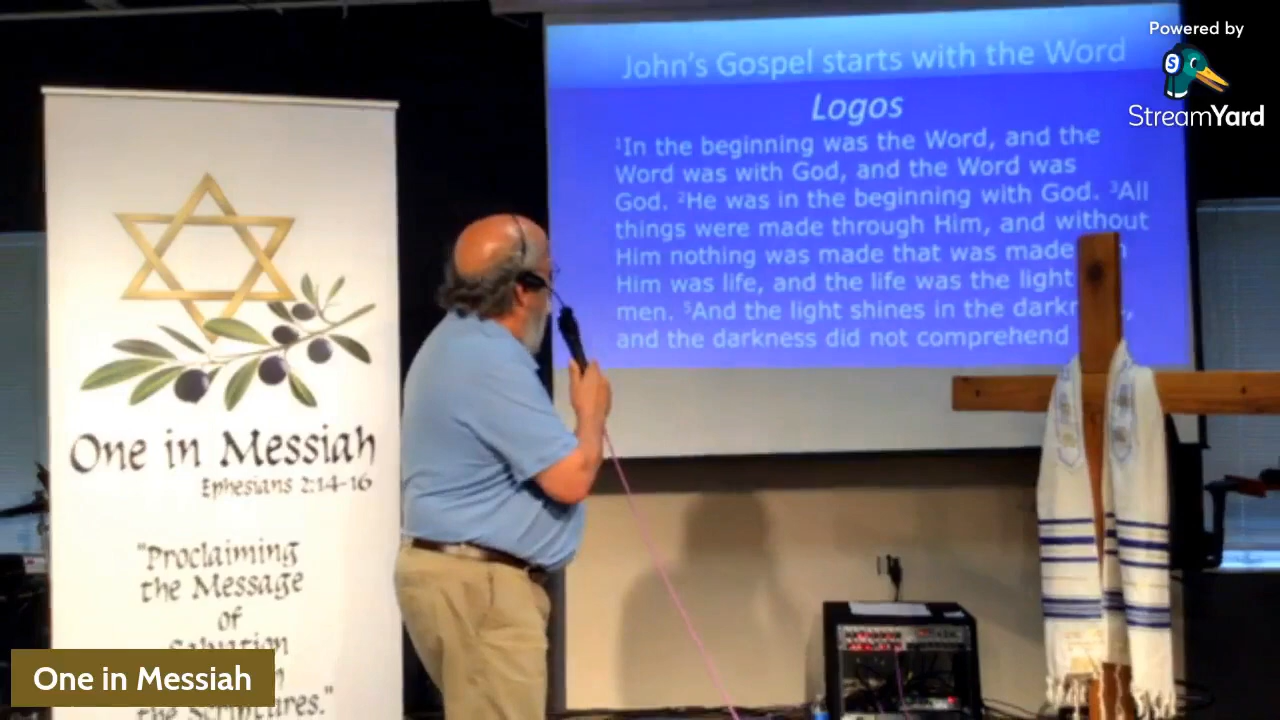 Powered by
StreamYard
John's Gospel starts with the Word
Logos
¹In the beginning was the Word, and the
Word was with God, and the Word was
God. ²He was in the beginning with God. ³All
things were made through Him, and without
Him nothing was made that was made
Him was life, and the life was the light
men. ⁵And the light shines in the
and the darkness did not comprehend
One in Messiah
Ephesians 2:14-16
"Proclaiming
the Message
of
Salvation
the Scriptures."
One in Messiah